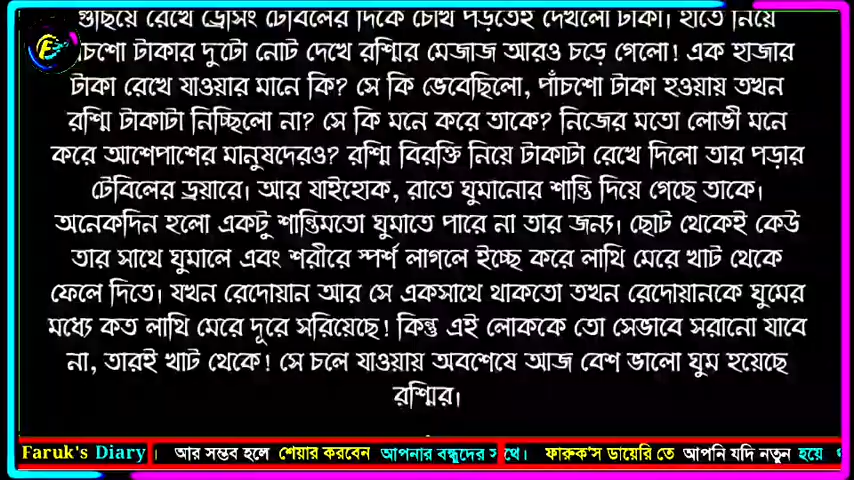 গুছিয়ে রেখে ড্রেসিং টেবিলের দিকে চোখ পড়তেই দেখলো টাকা। হাতে নিয়ে
চশো টাকার দু'টো নোট দেখে রশ্মির মেজাজ আরও চড়ে গেলো! এক হাজার
টাকা রেখে যাওয়ার মানে কি? সে কি ভেবেছিলো, পাঁচশো টাকা হওয়ায় তখন
রশ্মি টাকাটা নিচ্ছিলো না? সে কি মনে করে তাকে? নিজের মতো লোভী মনে
করে আশেপাশের মানুষদেরও? রশ্মি বিরক্তি নিয়ে টাকাটা রেখে দিলো তার পড়ার
টেবিলের ড্রয়ারে। আর যাইহোক, রাতে ঘুমানোর শান্তি দিয়ে গেছে তাকে।
অনেকদিন হলো একটু শান্তিমতো ঘুমাতে পারে না তার জন্য। ছোট থেকেই কেউ
তার সাথে ঘুমালে এবং শরীরে স্পর্শ লাগলে ইচ্ছে করে লাথি মেরে খাট থেকে
ফেলে দিতে। যখন রেদোয়ান আর সে একসাথে থাকতো তখন রেদোয়ানকে ঘুমের
মধ্যে কত লাথি মেরে দূরে সরিয়েছে! কিন্তু এই লোককে তো সেভাবে সরানো যাবে
না, তারই খাট থেকে! সে চলে যাওয়ায় অবশেষে আজ বেশ ভালো ঘুম হয়েছে
রশ্মির।
Faruk's Diary । আর সম্ভব হলে শেয়ার করবেন আপনার বন্ধুদের সাথে। ফারুক'স ডায়েরি তে আপনি যদি নতুন হয়ে